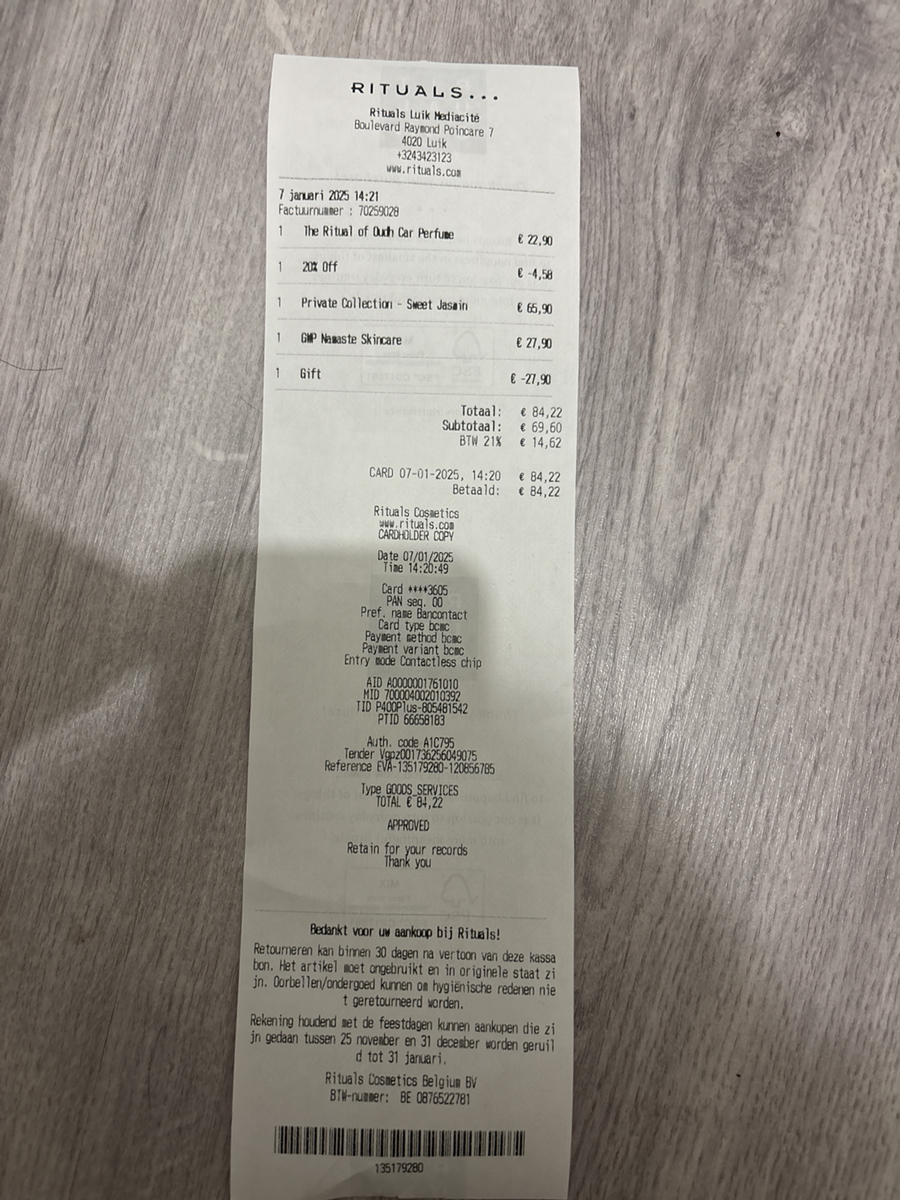 RITUALS...
Rituals Luik Mediacité
Boulevard Raymond Poincare 7
4020 Luik
+3243423123
www.rituals.com
7 januari 2025 14:21
Factuurnummer : 70259028
1 The Ritual of Oudh Car Perfume € 22,90
1 20% Off € -4,58
1 Private Collection - Sweet Jasmin € 65,90
1 GWP Namaste Skincare € 27,90
1 Gift € -27,90
Totaal: € 84,22
Subtotaal: € 69,60
BTW 21% € 14,62
CARD 07-01-2025, 14:20 € 84,22
Betaald: € 84,22
Rituals Cosmetics
www.rituals.com
CARDHOLDER COPY
Date 07/01/2025
Time 14:20:49
Card ****3605
PAN seq. 00
Pref. name Bancontact
Card type bcmc
Payment method bcmc
Payment variant bcmc
Entry mode Contactless chip
AID A0000001761010
MID 700004002010392
TID P400Plus-805481542
PTID 66658183
Auth. code A1C795
Tender Vgpz001736256049075
Reference EVA-135179280-120856785
Type GOODS_SERVICES
TOTAL € 84,22
APPROVED
Retain for your records
Thank you
Bedankt voor uw aankoop bij Rituals!
Retourneren kan binnen 30 dagen na vertoon van deze kassa
bon. Het artikel moet ongebruikt en in originele staat zi
jn. Oorbellen/ondergoed kunnen om hygiënische redenen nie
t geretourneerd worden.
Rekening houdend met de feestdagen kunnen aankopen die zi
jn gedaan tussen 25 november en 31 december worden geruil
d tot 31 januari.
Rituals Cosmetics Belgium BV
BTW-nummer: BE 0876522781
135179280